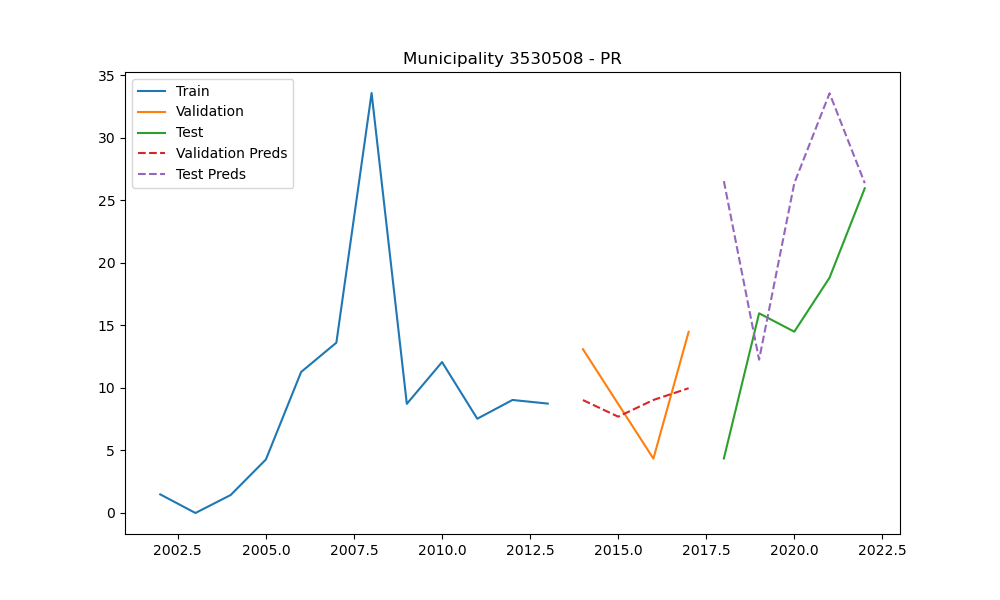 Municipality 3530508 - PR
Train
Validation
Test
Validation Preds
Test Preds
35
30
25
20
15
10
5
0
2002.5 2005.0 2007.5 2010.0 2012.5 2015.0 2017.5 2020.0 2022.5